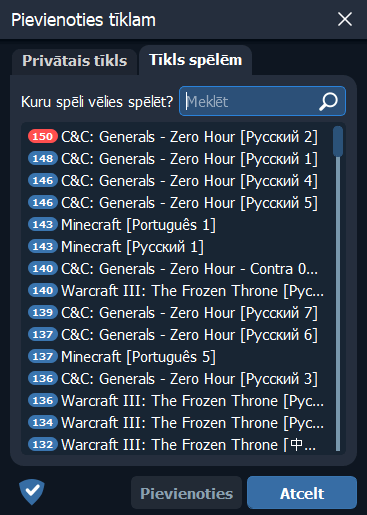 Pievienoties tīklam
Privātais tīkls
Tīkls spēlēm
Kuru spēli vēlies spēlēt?
Meklēt
150 C&C: Generals - Zero Hour [Русский 2]
148 C&C: Generals - Zero Hour [Русский 1]
146 C&C: Generals - Zero Hour [Русский 4]
146 C&C: Generals - Zero Hour [Русский 5]
143 Minecraft [Português 1]
143 Minecraft [Русский 1]
140 C&C: Generals - Zero Hour - Contra 0...
140 Warcraft III: The Frozen Throne [Рус...
139 C&C: Generals - Zero Hour [Русский 7]
137 C&C: Generals - Zero Hour [Русский 6]
137 Minecraft [Português 5]
136 C&C: Generals - Zero Hour [Русский 3]
136 Warcraft III: The Frozen Throne [Рус...
134 Warcraft III: The Frozen Throne [Рус...
132 Warcraft III: The Frozen Throne [中...
Pievienoties
Atcelt